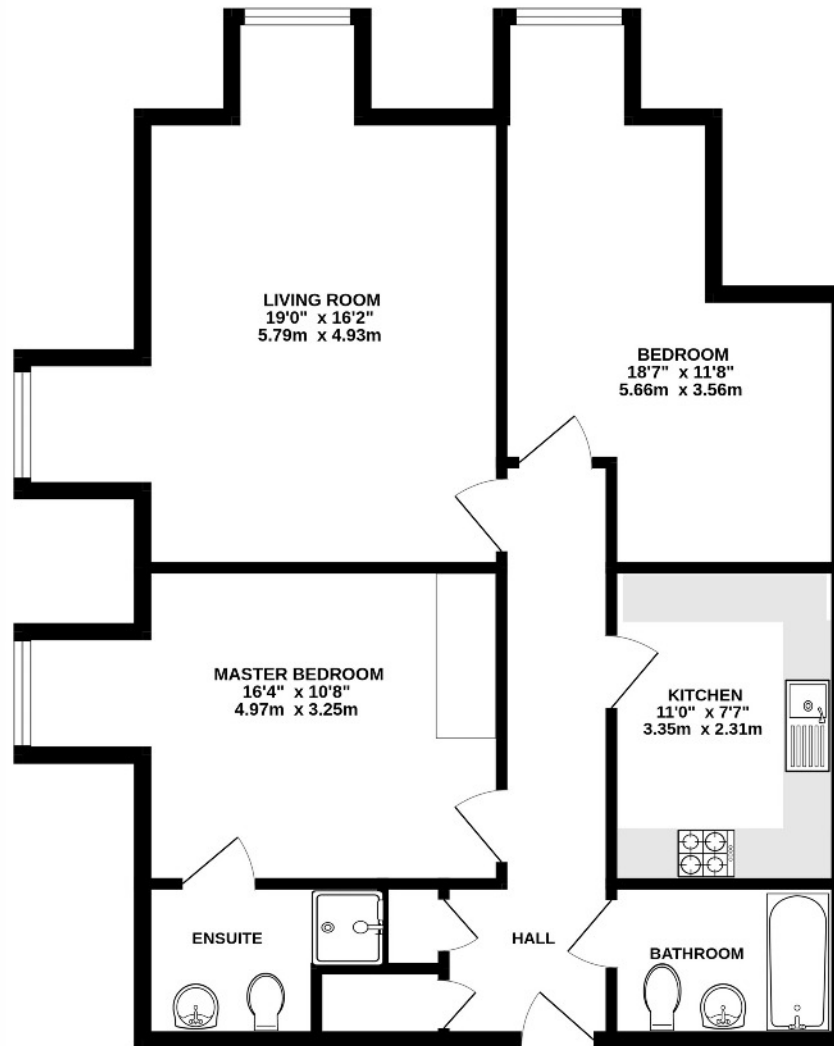 LIVING ROOM
19'0" x 16'2"
5.79m x 4.93m
BEDROOM
18'7" x 11'8"
5.66m x 3.56m
MASTER BEDROOM
16'4" x 10'8"
4.97m x 3.25m
KITCHEN
11'0" x 7'7"
3.35m x 2.31m
ENSUITE
HALL
BATHROOM